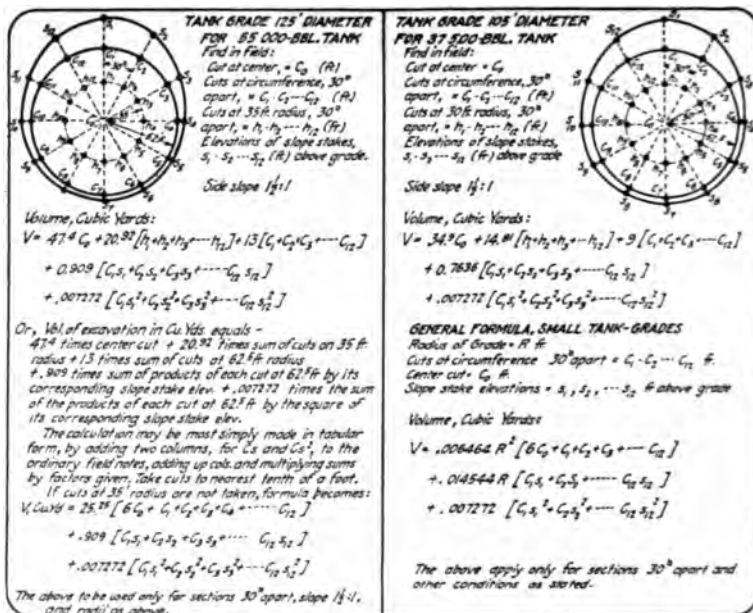 TANK GRADE 125' DIAMETER
FOR 55 000-BBL. TANK
Find in Field:
Cut at center, = C₀ (ft)
Cuts at circumference, 30°
apart, = C₁·C₂---C₁₂ (ft)
Cuts at 35 ft radius, 30°
apart, = h₁·h₂---h₁₂ (ft)
Elevations of slope stakes,
s₁·s₂---s₁₂ (ft) above grade.
Side slope 1½:1
Volume, Cubic Yards:
V = 47.4 C₀ + 20.92 [h₁+h₂+h₃+----h₁₂] + 13 [C₁+C₂+C₃+----C₁₂]
+ 0.909 [C₁s₁+C₂s₂+C₃s₃+-----C₁₂s₁₂]
+ .007272 [C₁s₁²+C₂s₂²+C₃s₃²+----C₁₂s₁₂²]
Or, Vol. of excavation in Cu. Yds. equals -
47.4 times center cut + 20.92 times sum of cuts on 35 ft.
radius + 13 times sum of cuts at 62.5 ft radius
+ .909 times sum of products of each cut at 62.5 ft by its
corresponding slope stake elev. + .007272 times the sum
of the products of each cut at 62.5 ft by the square of
its corresponding slope stake elev.
The calculation may be most simply made in tabular
form, by adding two columns, for Cs and Cs², to the
ordinary field notes, adding up cols. and multiplying sums
by factors given. Take cuts to nearest tenth of a foot.
If cuts at 35' radius are not taken, formula becomes:
V, Cu.Yd = 25.25 [6C₀ + C₁+C₂+C₃+C₄+------C₁₂]
+ .909 [C₁s₁+C₂s₂+C₃s₃+---- C₁₂s₁₂]
+ .007272 [C₁s₁²+C₂s₂²+C₃s₃²+---- C₁₂s₁₂²]
The above to be used only for sections 30° apart, slope 1½:1,
and radii as above.
TANK GRADE 105' DIAMETER
FOR 37 500-BBL. TANK
Find in field:
Cut at center = C₀
Cuts at circumference, 30°
apart, = C₁·C₂---C₁₂ (ft)
Cuts at 30 ft radius, 30°
apart, = h₁·h₂---h₁₂ (ft)
Elevations of slope stakes,
s₁·s₂---s₁₂ (ft) above grade
Side slope 1½:1
Volume, Cubic Yards:
V = 34.9 C₀ + 14.81 [h₁+h₂+h₃+----h₁₂] + 9 [C₁+C₂+C₃----C₁₂]
+ 0.7636 [C₁s₁+C₂s₂+C₃s₃+----C₁₂s₁₂]
+ .007272 [C₁s₁²+C₂s₂²+C₃s₃²+---C₁₂s₁₂²]
GENERAL FORMULA, SMALL TANK-GRADES
Radius of Grade = R ft
Cuts at circumference 30° apart = C₁·C₂--- C₁₂ ft.
Center cut = C₀ ft.
Slope stake elevations = s₁, s₂, ---s₁₂ ft above grade
Volume, Cubic Yards:
V = .006464 R² [6C₀+C₁+C₂+C₃+---- C₁₂]
+ .014544 R [C₁s₁+C₂s₂+---- C₁₂s₁₂]
+ .007272 [C₁s₁²+C₂s₂²+---- C₁₂s₁₂²]
The above apply only for sections 30° apart and
other conditions as stated.